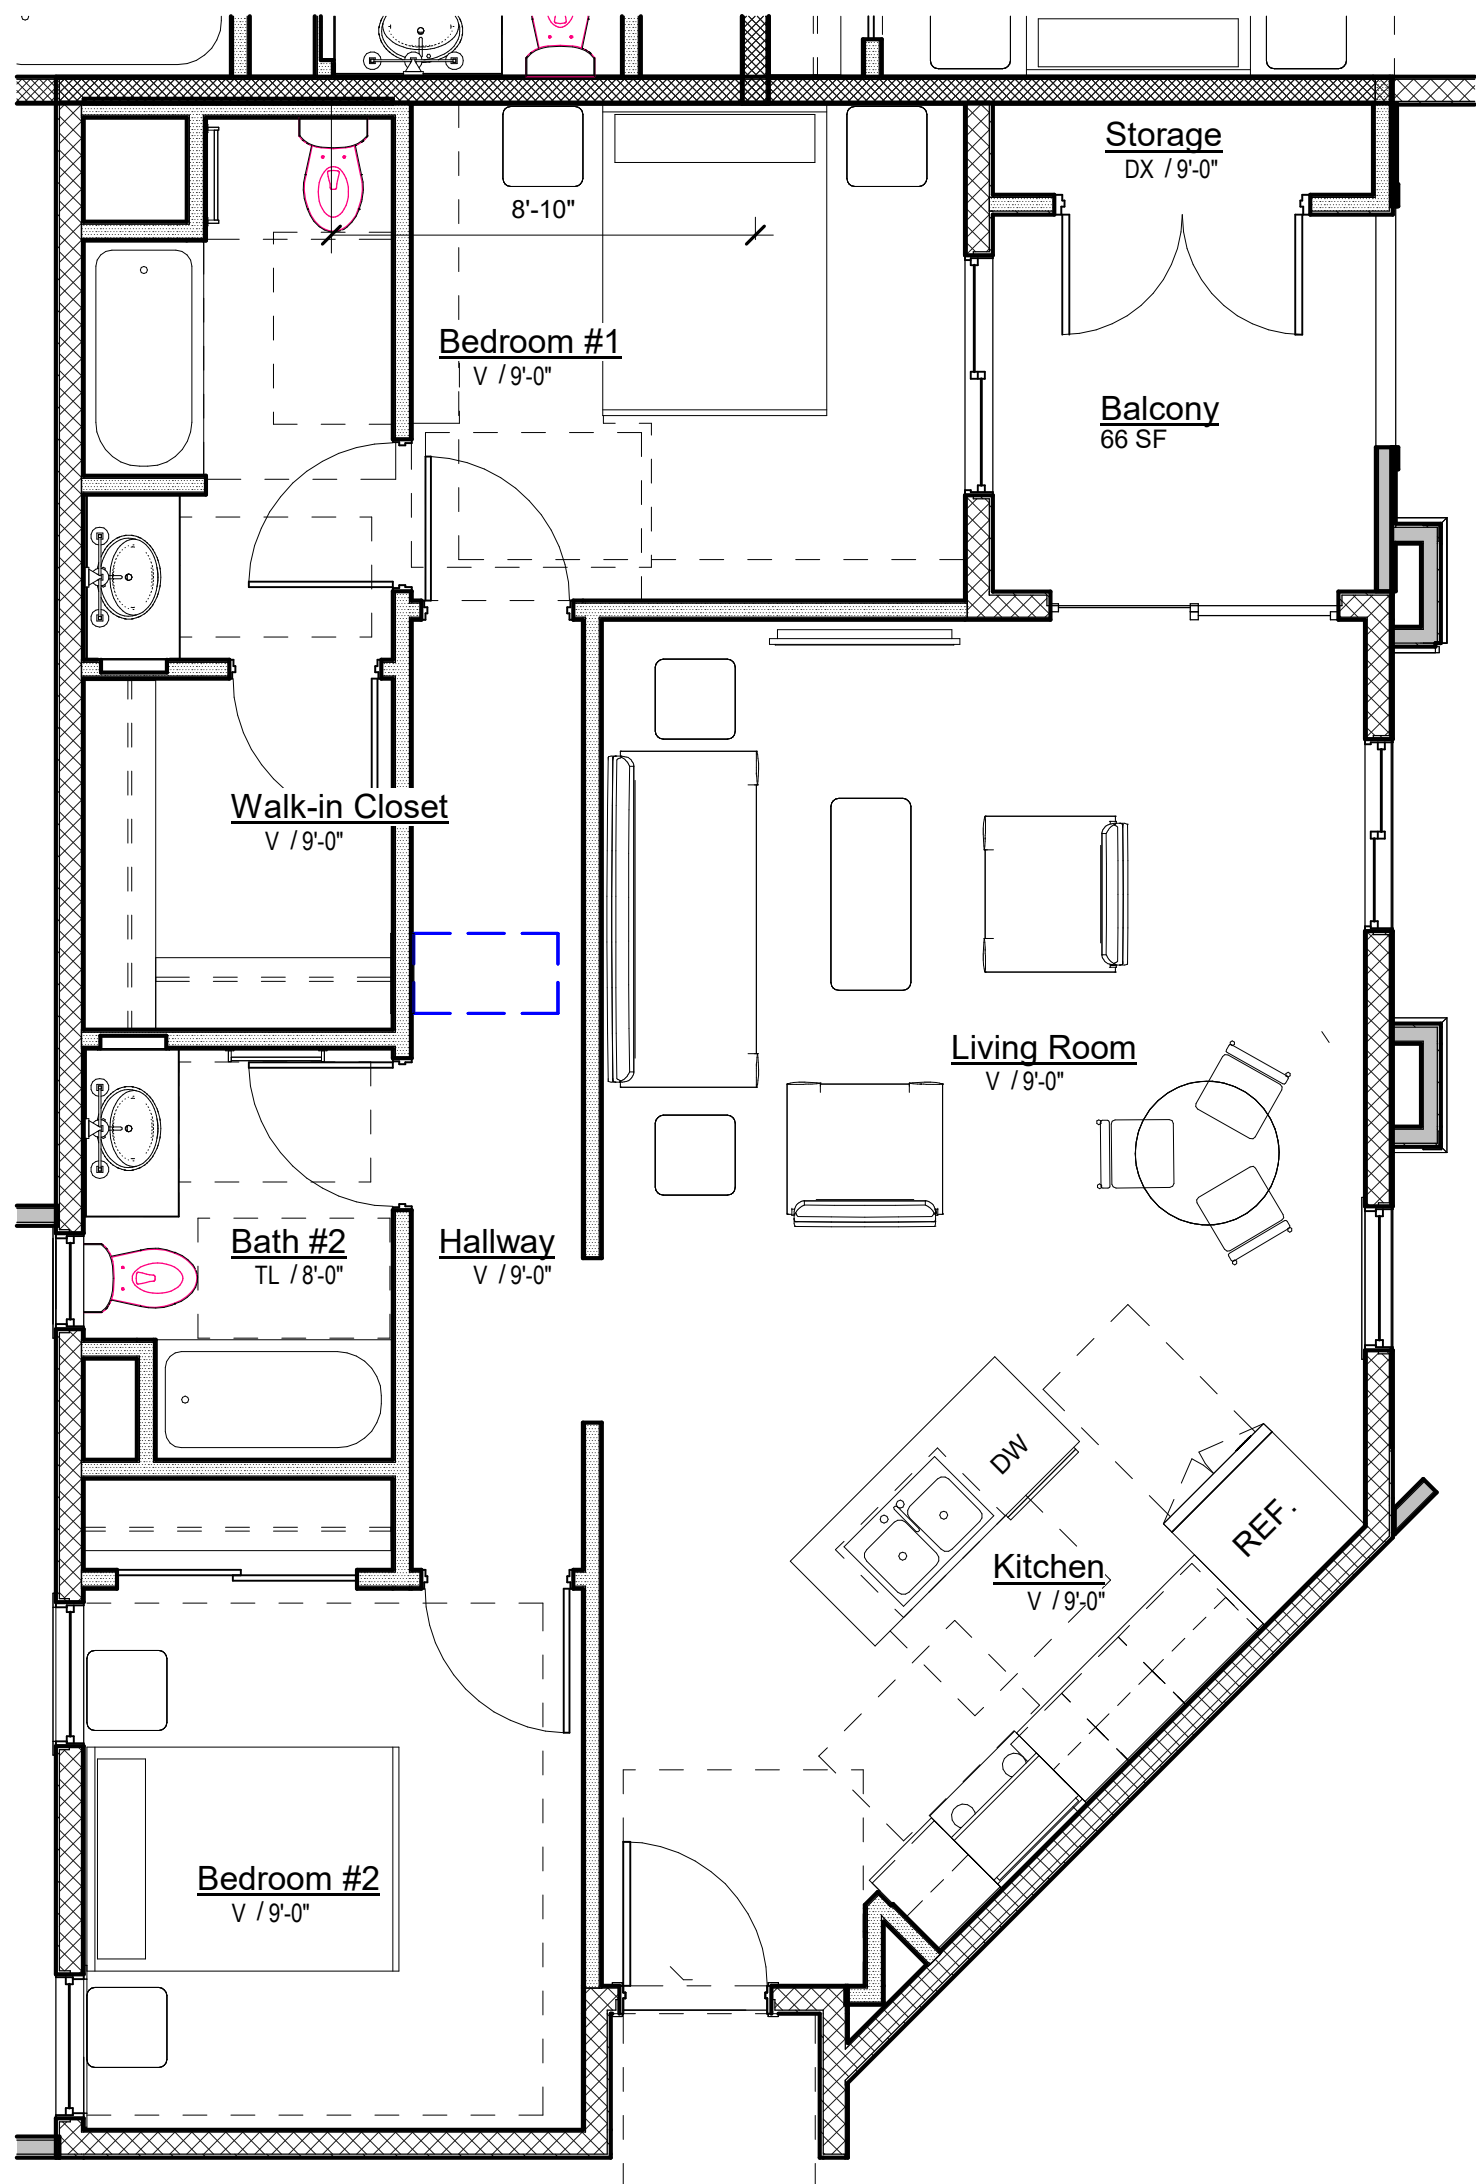 Storage
DX / 9'-0"
8'-10"
Bedroom #1
V / 9'-0"
Balcony
66 SF
Walk-in Closet
V / 9'-0"
Living Room
V / 9'-0"
Bath #2
TL / 8'-0"
Hallway
V / 9'-0"
DW
REF.
Kitchen
V / 9'-0"
Bedroom #2
V / 9'-0"